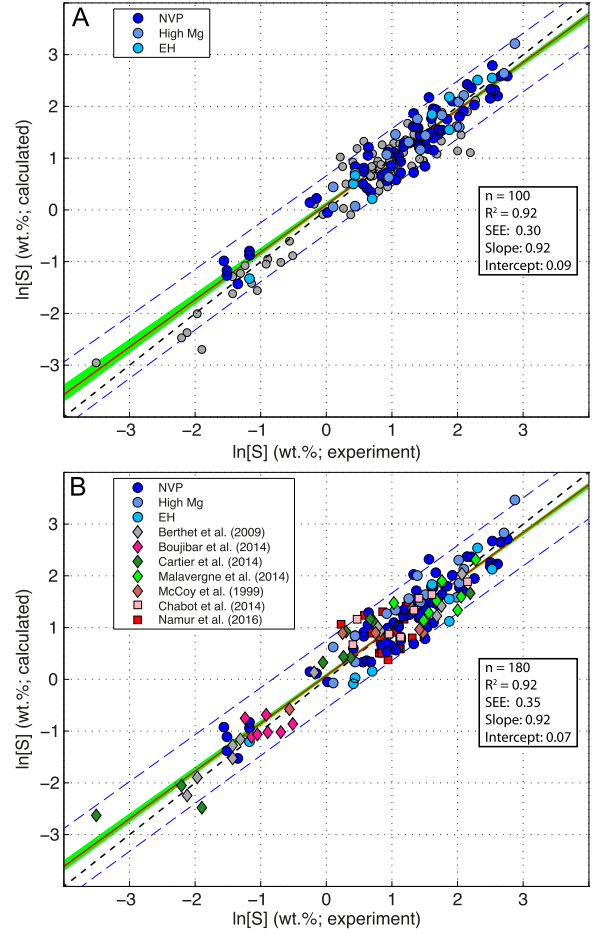 A
NVP
High Mg
EH
3
2
1
0
−1
−2
−3
ln[S] (wt.%; calculated)
n = 100
R² = 0.92
SEE: 0.30
Slope: 0.92
Intercept: 0.09
−3 −2 −1 0 1 2 3
ln[S] (wt.%; experiment)
B
NVP
High Mg
EH
Berthet et al. (2009)
Boujibar et al. (2014)
Cartier et al. (2014)
Malavergne et al. (2014)
McCoy et al. (1999)
Chabot et al. (2014)
Namur et al. (2016)
3
2
1
0
−1
−2
−3
ln[S] (wt.%; calculated)
n = 180
R² = 0.92
SEE: 0.35
Slope: 0.92
Intercept: 0.07
−3 −2 −1 0 1 2 3
ln[S] (wt.%; experiment)